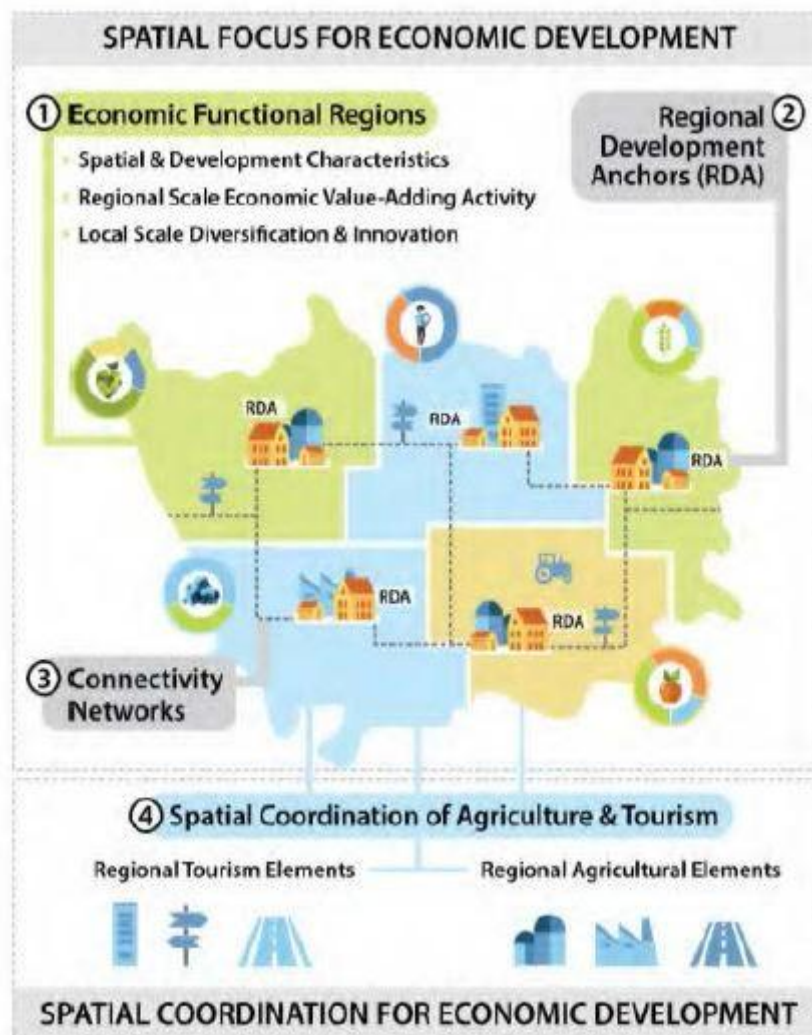 SPATIAL FOCUS FOR ECONOMIC DEVELOPMENT
① Economic Functional Regions
• Spatial & Development Characteristics
• Regional Scale Economic Value-Adding Activity
• Local Scale Diversification & Innovation
Regional ②
Development
Anchors (RDA)
RDA
RDA
RDA
RDA
RDA
③ Connectivity
Networks
④ Spatial Coordination of Agriculture & Tourism
Regional Tourism Elements
Regional Agricultural Elements
SPATIAL COORDINATION FOR ECONOMIC DEVELOPMENT